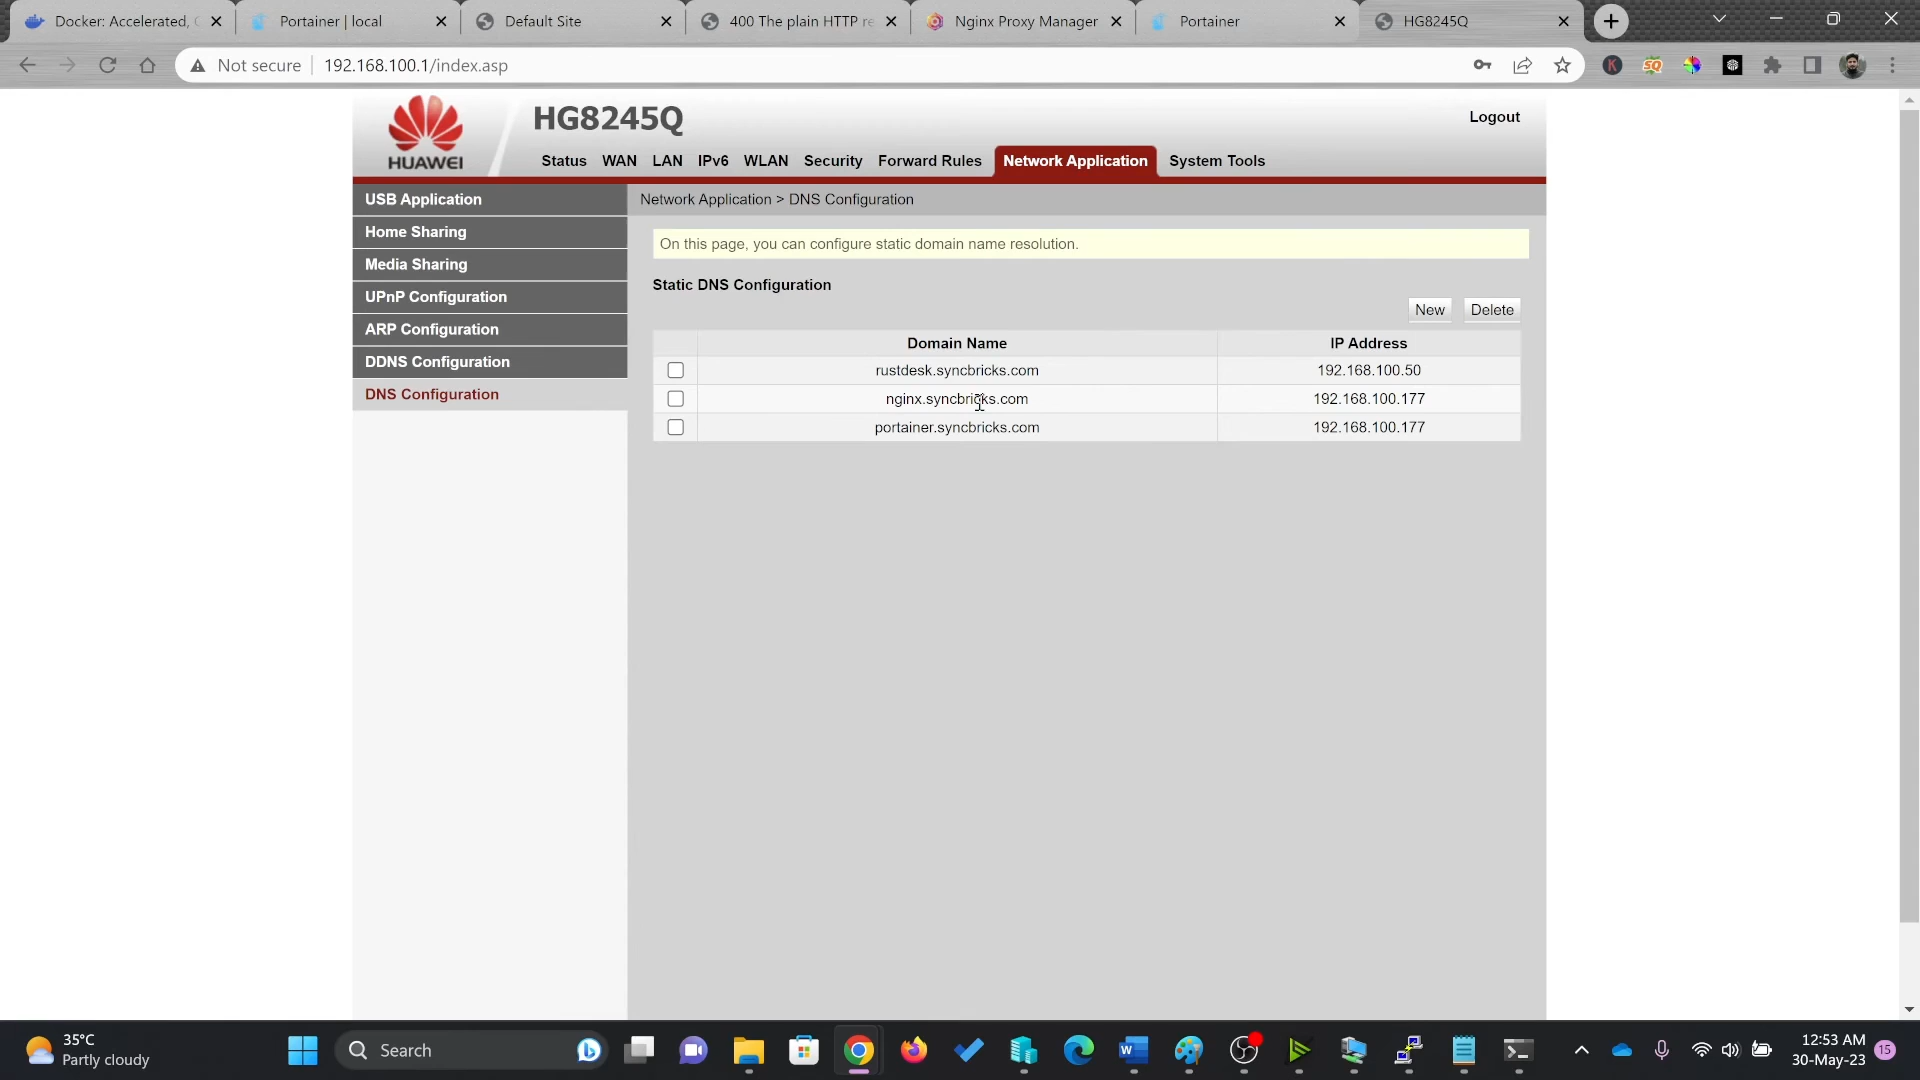 Docker: Accelerated,
Portainer | local
Default Site
400 The plain HTTP re
Nginx Proxy Manager
Portainer
HG8245Q
Not secure
192.168.100.1/index.asp
HUAWEI
HG8245Q
Logout
Status WAN LAN IPv6 WLAN Security Forward Rules Network Application System Tools
USB Application
Home Sharing
Media Sharing
UPnP Configuration
ARP Configuration
DDNS Configuration
DNS Configuration
Network Application > DNS Configuration
On this page, you can configure static domain name resolution.
Static DNS Configuration
New Delete
Domain Name IP Address
rustdesk.syncbricks.com 192.168.100.50
nginx.syncbricks.com 192.168.100.177
portainer.syncbricks.com 192.168.100.177
35°C
Partly cloudy
Search
12:53 AM
30-May-23
15